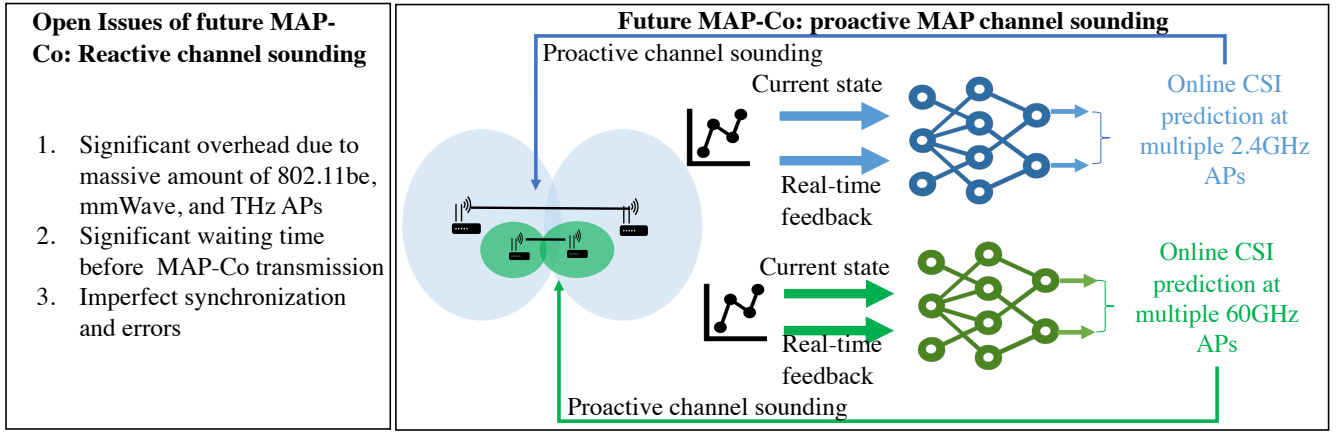 Open Issues of future MAP-
Co: Reactive channel sounding
1. Significant overhead due to
massive amount of 802.11be,
mmWave, and THz APs
2. Significant waiting time
before MAP-Co transmission
3. Imperfect synchronization
and errors
Future MAP-Co: proactive MAP channel sounding
Proactive channel sounding
Current state
Real-time
feedback
Online CSI
prediction at
multiple 2.4GHz
APs
Current state
Real-time
feedback
Online CSI
prediction at
multiple 60GHz
APs
Proactive channel sounding